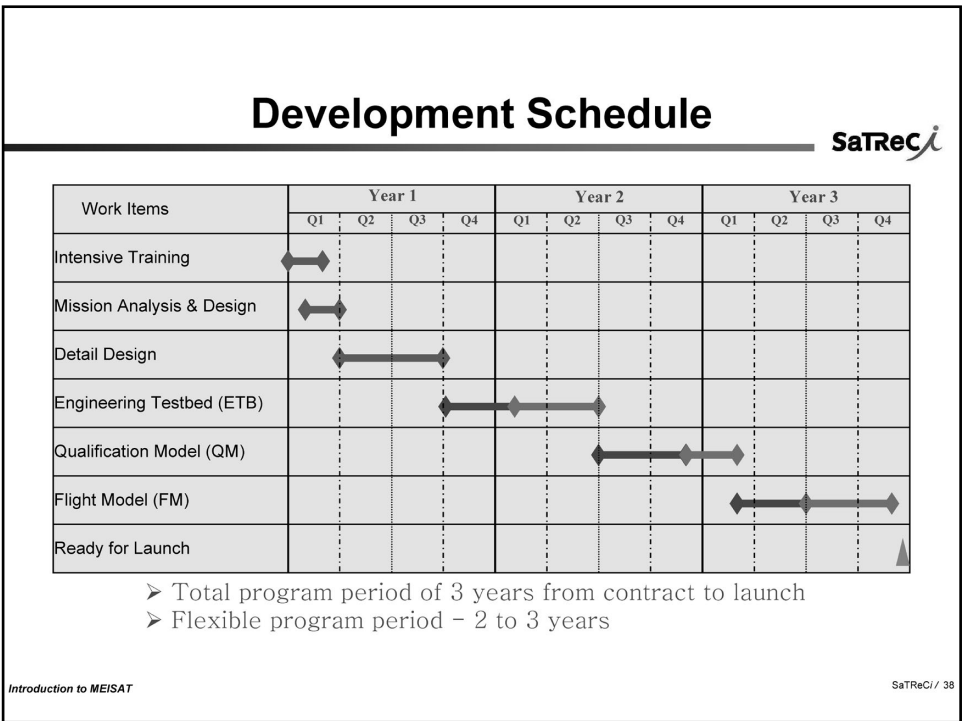 Development Schedule
SaTReCi
Work Items
Year 1
Year 2
Year 3
Q1 Q2 Q3 Q4 Q1 Q2 Q3 Q4 Q1 Q2 Q3 Q4
Intensive Training
Mission Analysis & Design
Detail Design
Engineering Testbed (ETB)
Qualification Model (QM)
Flight Model (FM)
Ready for Launch
➢ Total program period of 3 years from contract to launch
➢ Flexible program period - 2 to 3 years
Introduction to MEISAT
SaTReCi / 38